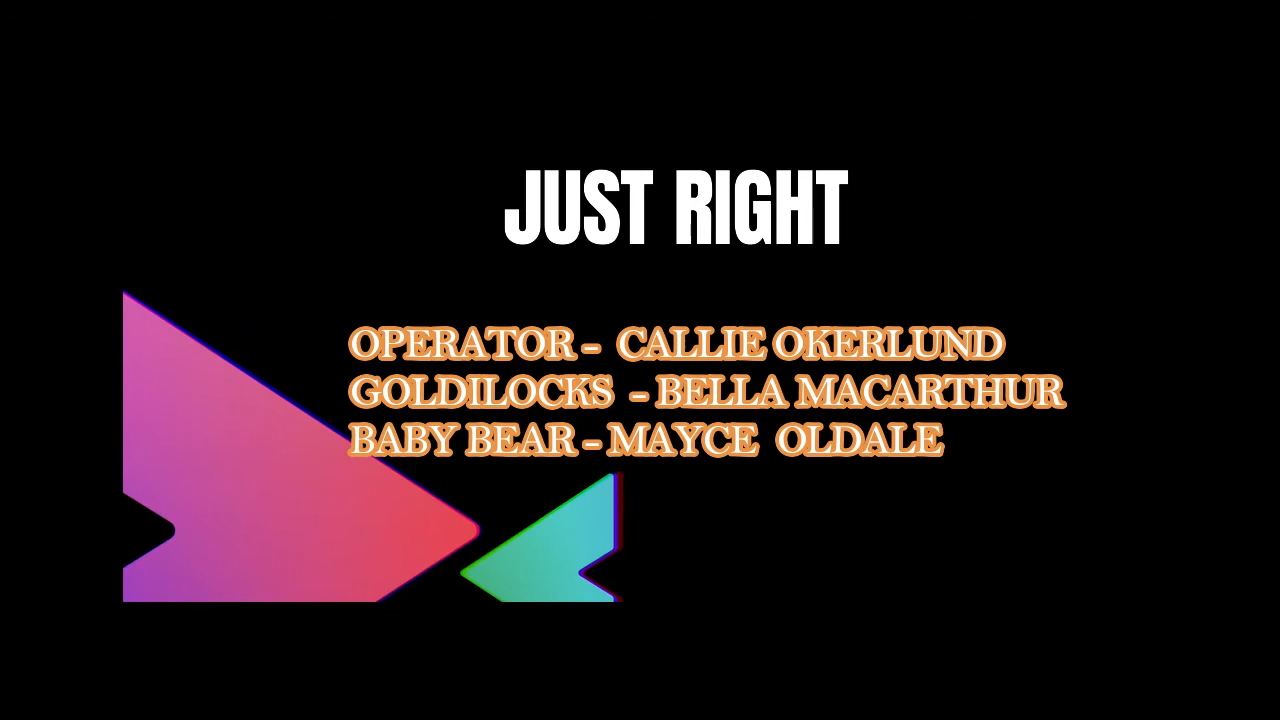 JUST RIGHT
OPERATOR – CALLIE OKERLUND
GOLDILOCKS – BELLA MACARTHUR
BABY BEAR – MAYCE OLDALE